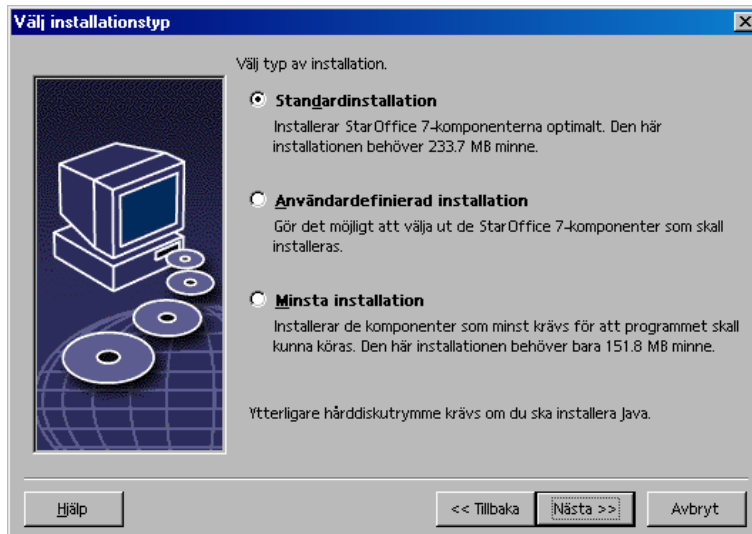 Välj installationstyp
Välj typ av installation.
Standardinstallation
Installerar StarOffice 7-komponenterna optimalt. Den här
installationen behöver 233.7 MB minne.
Användardefinierad installation
Gör det möjligt att välja ut de StarOffice 7-komponenter som skall
installeras.
Minsta installation
Installerar de komponenter som minst krävs för att programmet skall
kunna köras. Den här installationen behöver bara 151.8 MB minne.
Ytterligare hårddiskutrymme krävs om du ska installera Java.
Hjälp
<< Tillbaka
Nästa >>
Avbryt